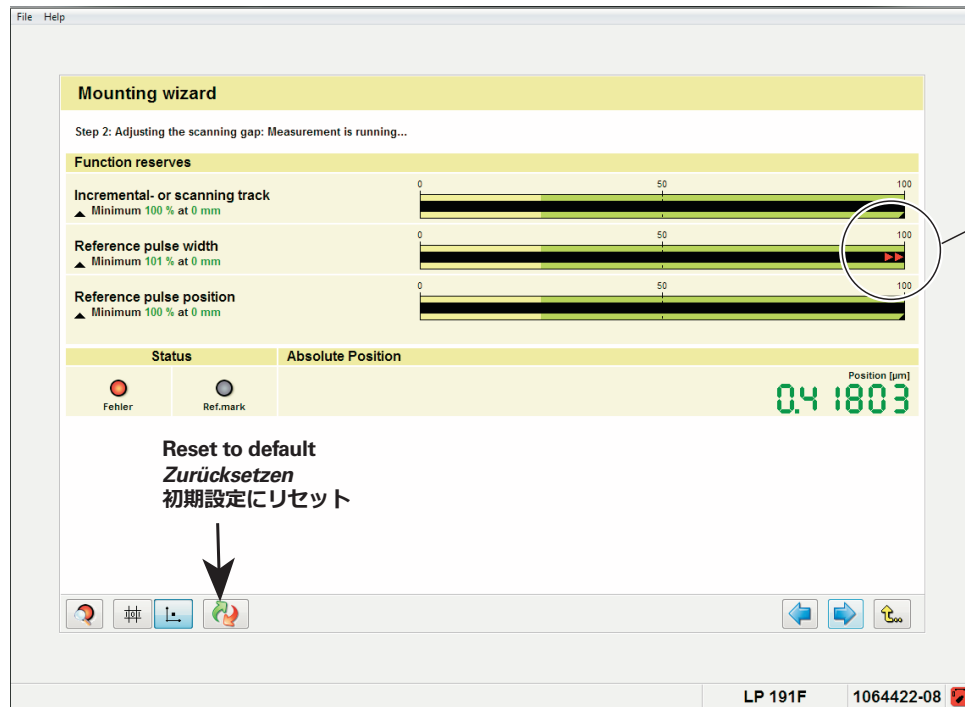 File Help
Mounting wizard
Step 2: Adjusting the scanning gap: Measurement is running...
Function reserves
Incremental- or scanning track
Minimum 100 % at 0 mm
0 50 100
Reference pulse width
Minimum 101 % at 0 mm
0 50 100
Reference pulse position
Minimum 100 % at 0 mm
0 50 100
Status Absolute Position
Fehler Ref.mark
Position [µm]
0.41803
Reset to default
Zurücksetzen
初期設定にリセット
LP 191F 1064422-08